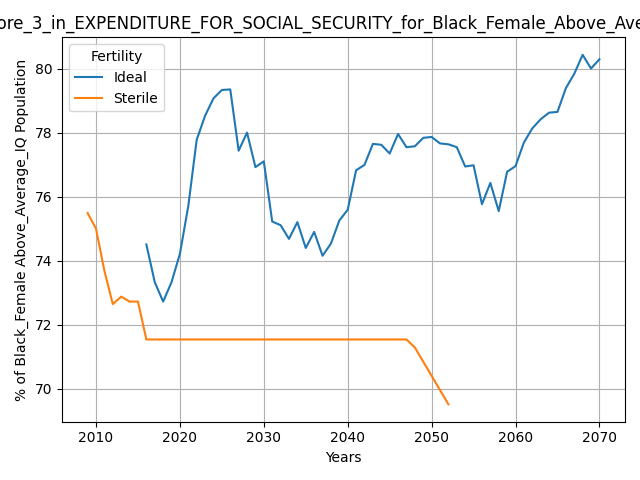 ore_3_in_EXPENDITURE_FOR_SOCIAL_SECURITY_for_Black_Female_Above_Ave
Fertility
Ideal
Sterile
% of Black_Female Above_Average_IQ Population
80
78
76
74
72
70
2010 2020 2030 2040 2050 2060 2070
Years